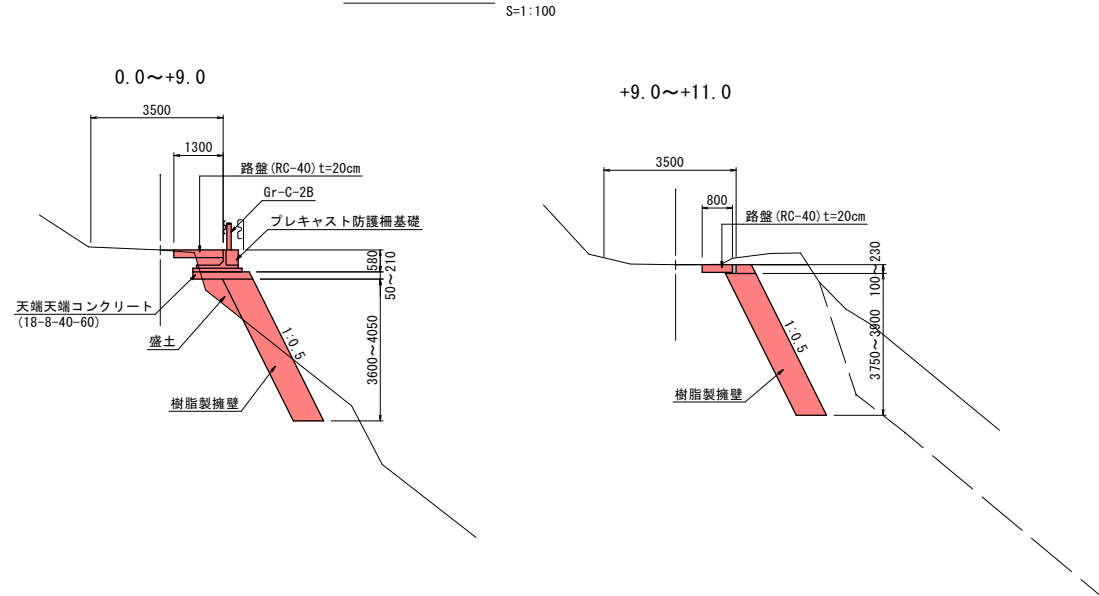 S=1:100
0.0～+9.0
3500
1300
路盤(RC-40)t=20cm
Gr-C-2B
プレキャスト防護柵基礎
580
50～210
天端天端コンクリート
(18-8-40-60)
盛土
1:0.5
3600～4050
樹脂製擁壁
+9.0～+11.0
3500
800
路盤(RC-40)t=20cm
100～230
1:0.5
3750～3900
樹脂製擁壁